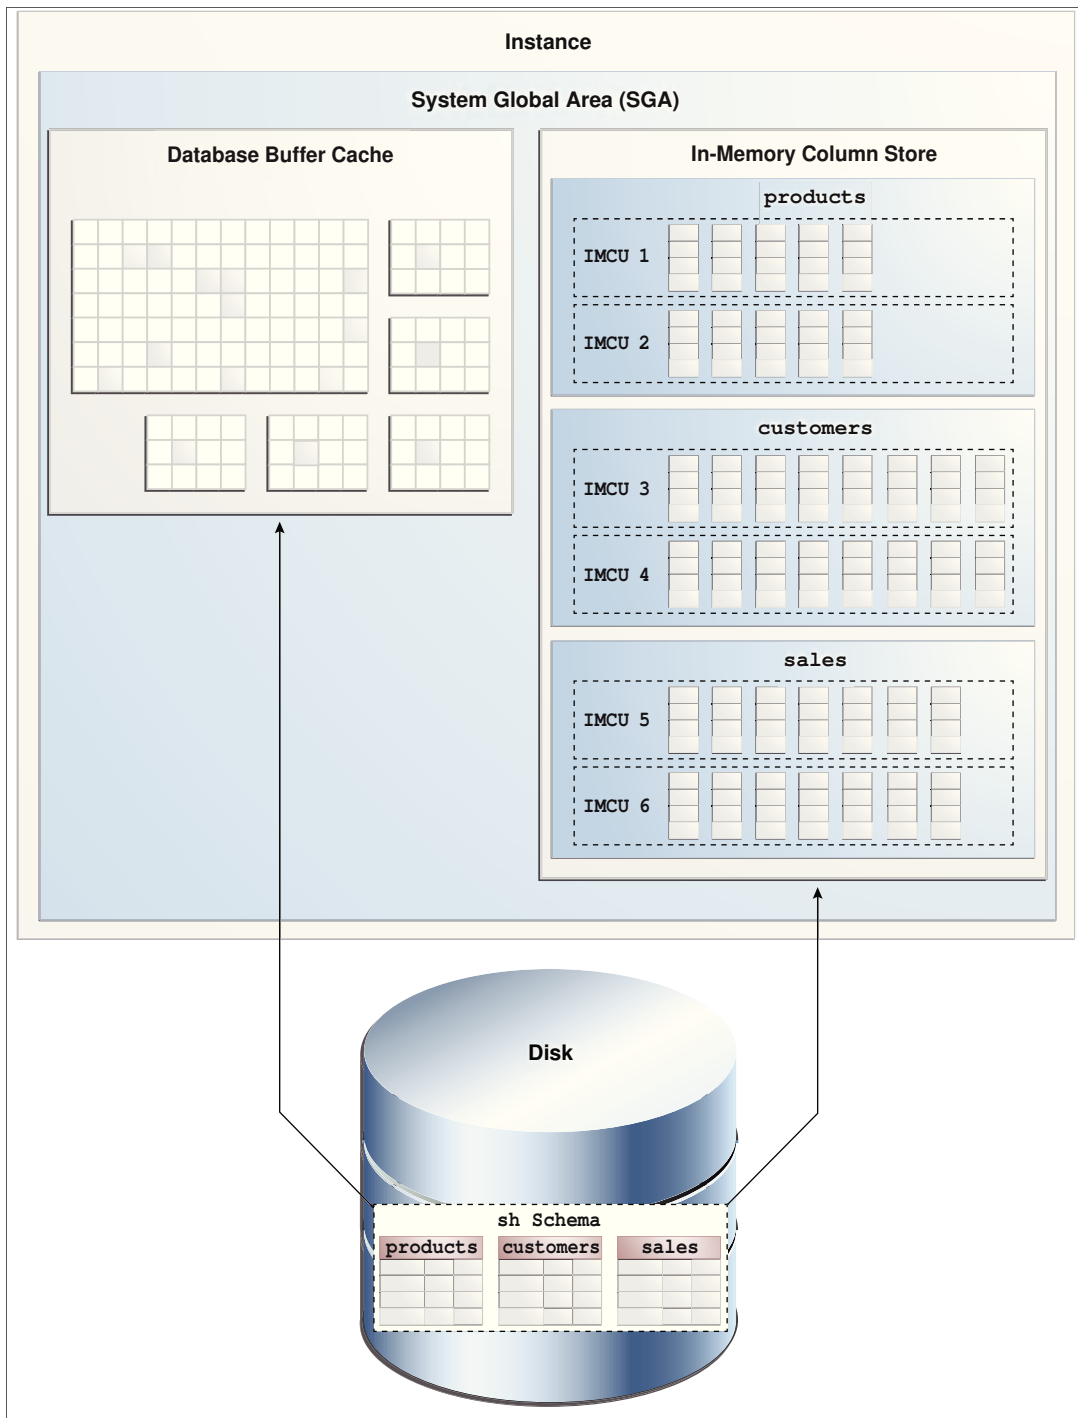 Instance
System Global Area (SGA)
Database Buffer Cache
In-Memory Column Store
products
IMCU 1
IMCU 2
customers
IMCU 3
IMCU 4
sales
IMCU 5
IMCU 6
Disk
sh Schema
products customers sales